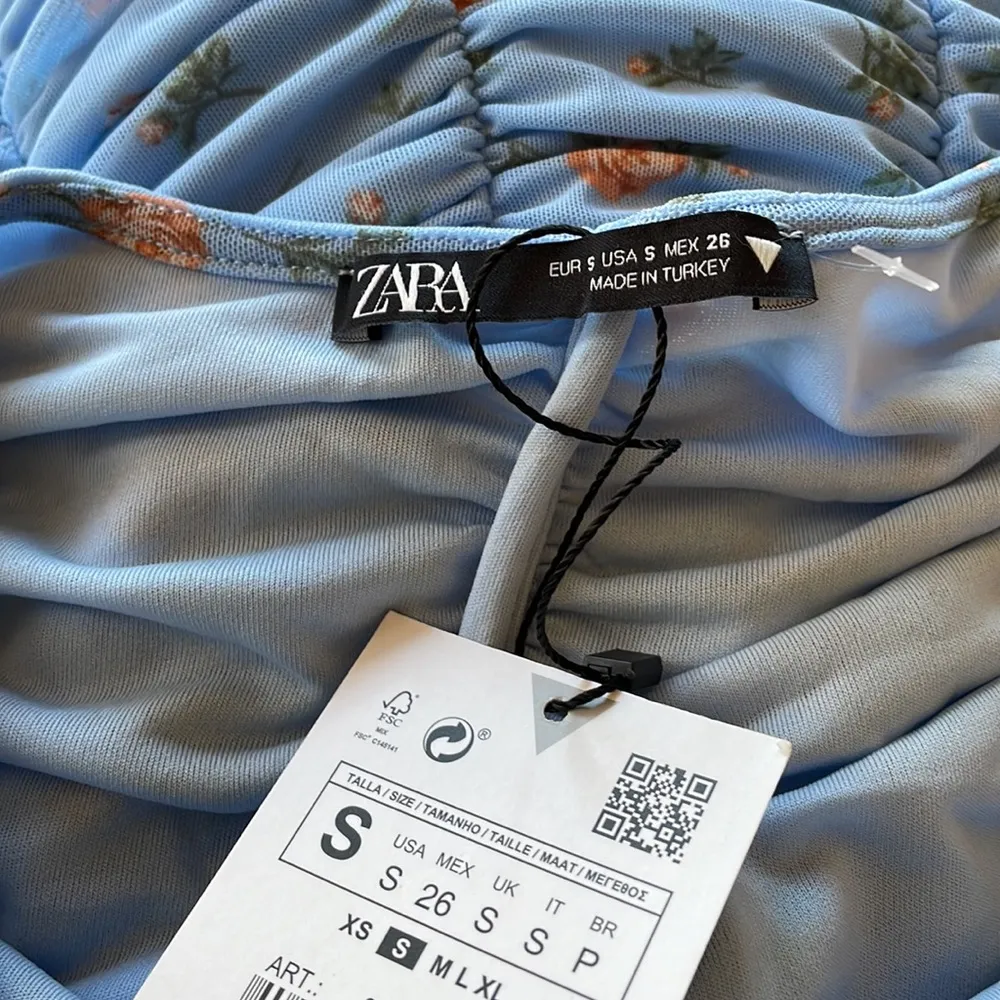 ZARA
EUR S USA S MEX 26
MADE IN TURKEY
FSC
MIX
FSC® C148141
®
TALLA / SIZE / TAMANHO / TAILLE / MAAT / ΜΕΓΕΘΟΣ
S
USA MEX UK IT BR
S 26 S S P
XS S M L XL
ART.: